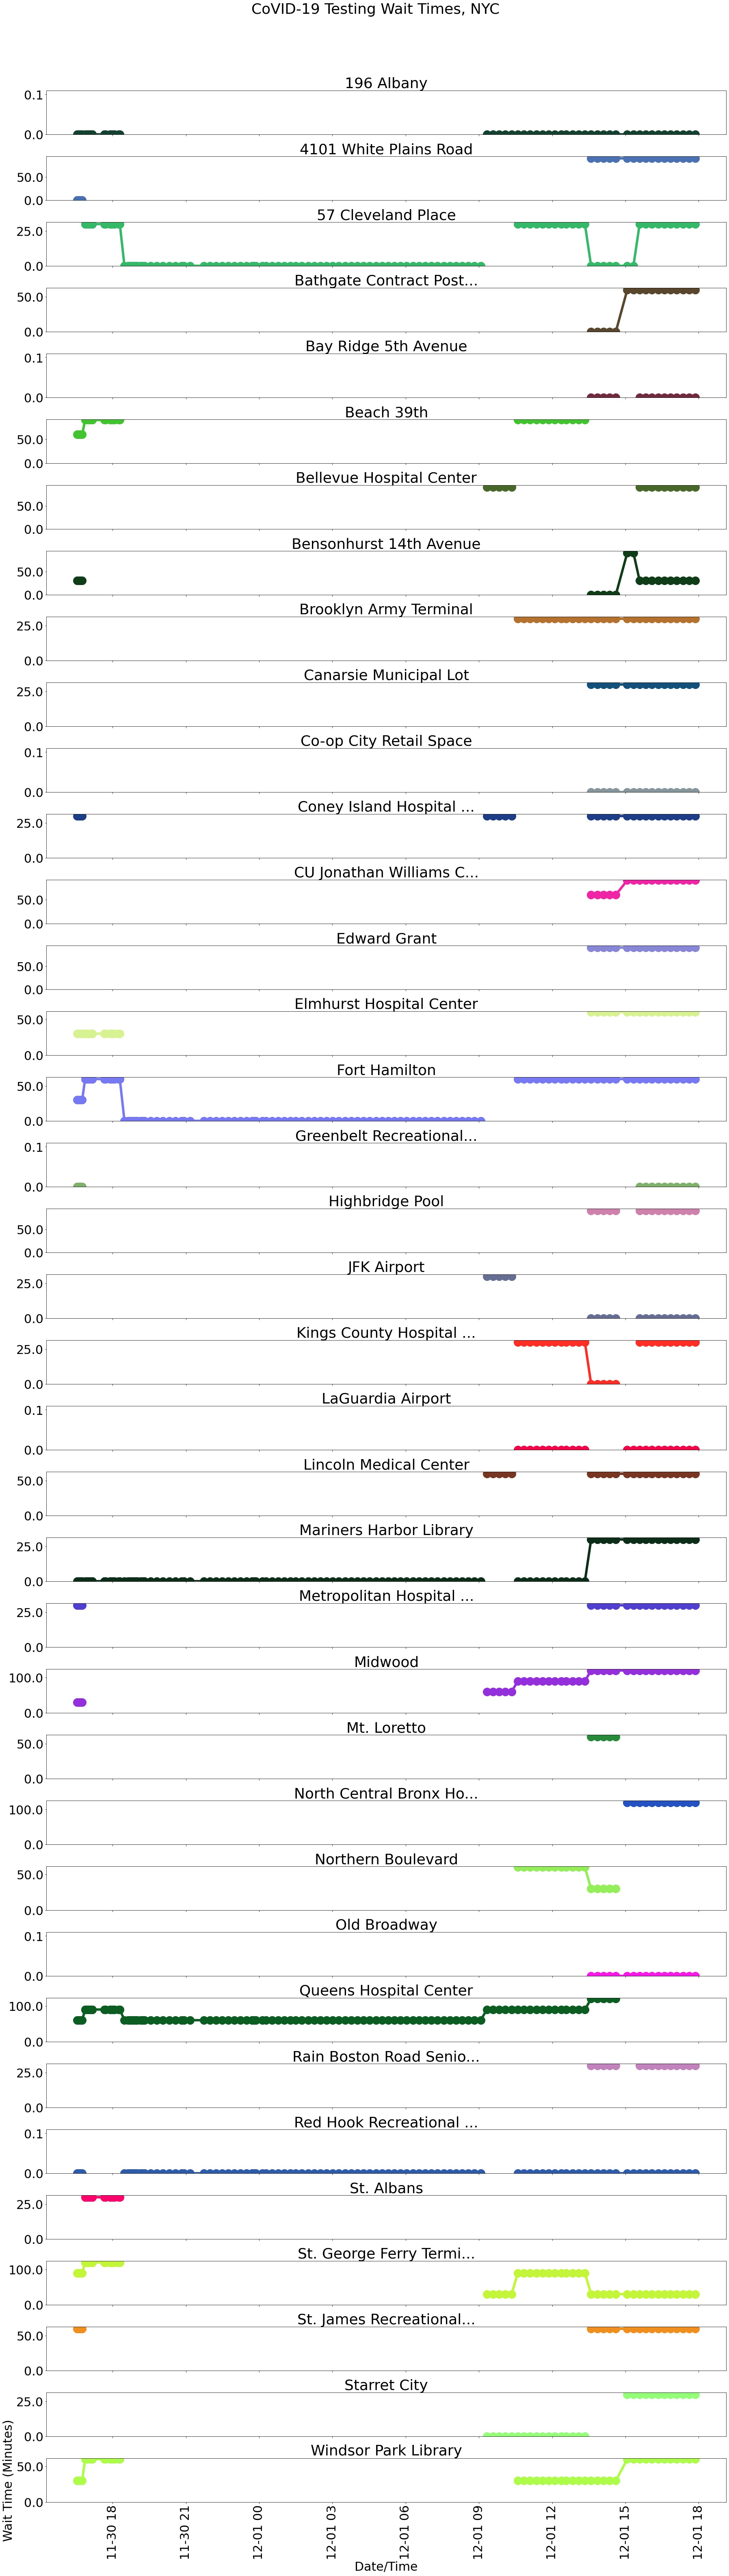 CoVID-19 Testing Wait Times, NYC
196 Albany
0.1
0.0
4101 White Plains Road
50.0
0.0
57 Cleveland Place
25.0
0.0
Bathgate Contract Post...
50.0
0.0
Bay Ridge 5th Avenue
0.1
0.0
Beach 39th
50.0
0.0
Bellevue Hospital Center
50.0
0.0
Bensonhurst 14th Avenue
50.0
0.0
Brooklyn Army Terminal
25.0
0.0
Canarsie Municipal Lot
25.0
0.0
Co-op City Retail Space
0.1
0.0
Coney Island Hospital ...
25.0
0.0
CU Jonathan Williams C...
50.0
0.0
Edward Grant
50.0
0.0
Elmhurst Hospital Center
50.0
0.0
Fort Hamilton
50.0
0.0
Greenbelt Recreational...
0.1
0.0
Highbridge Pool
50.0
0.0
JFK Airport
25.0
0.0
Kings County Hospital ...
25.0
0.0
LaGuardia Airport
0.1
0.0
Lincoln Medical Center
50.0
0.0
Mariners Harbor Library
25.0
0.0
Metropolitan Hospital ...
25.0
0.0
Midwood
100.0
0.0
Mt. Loretto
50.0
0.0
North Central Bronx Ho...
100.0
0.0
Northern Boulevard
50.0
0.0
Old Broadway
0.1
0.0
Queens Hospital Center
100.0
0.0
Rain Boston Road Senio...
25.0
0.0
Red Hook Recreational ...
0.1
0.0
St. Albans
25.0
0.0
St. George Ferry Termi...
100.0
0.0
St. James Recreational...
50.0
0.0
Starret City
25.0
0.0
Windsor Park Library
50.0
0.0
Wait Time (Minutes)
11-30 18
11-30 21
12-01 00
12-01 03
12-01 06
12-01 09
12-01 12
12-01 15
12-01 18
Date/Time